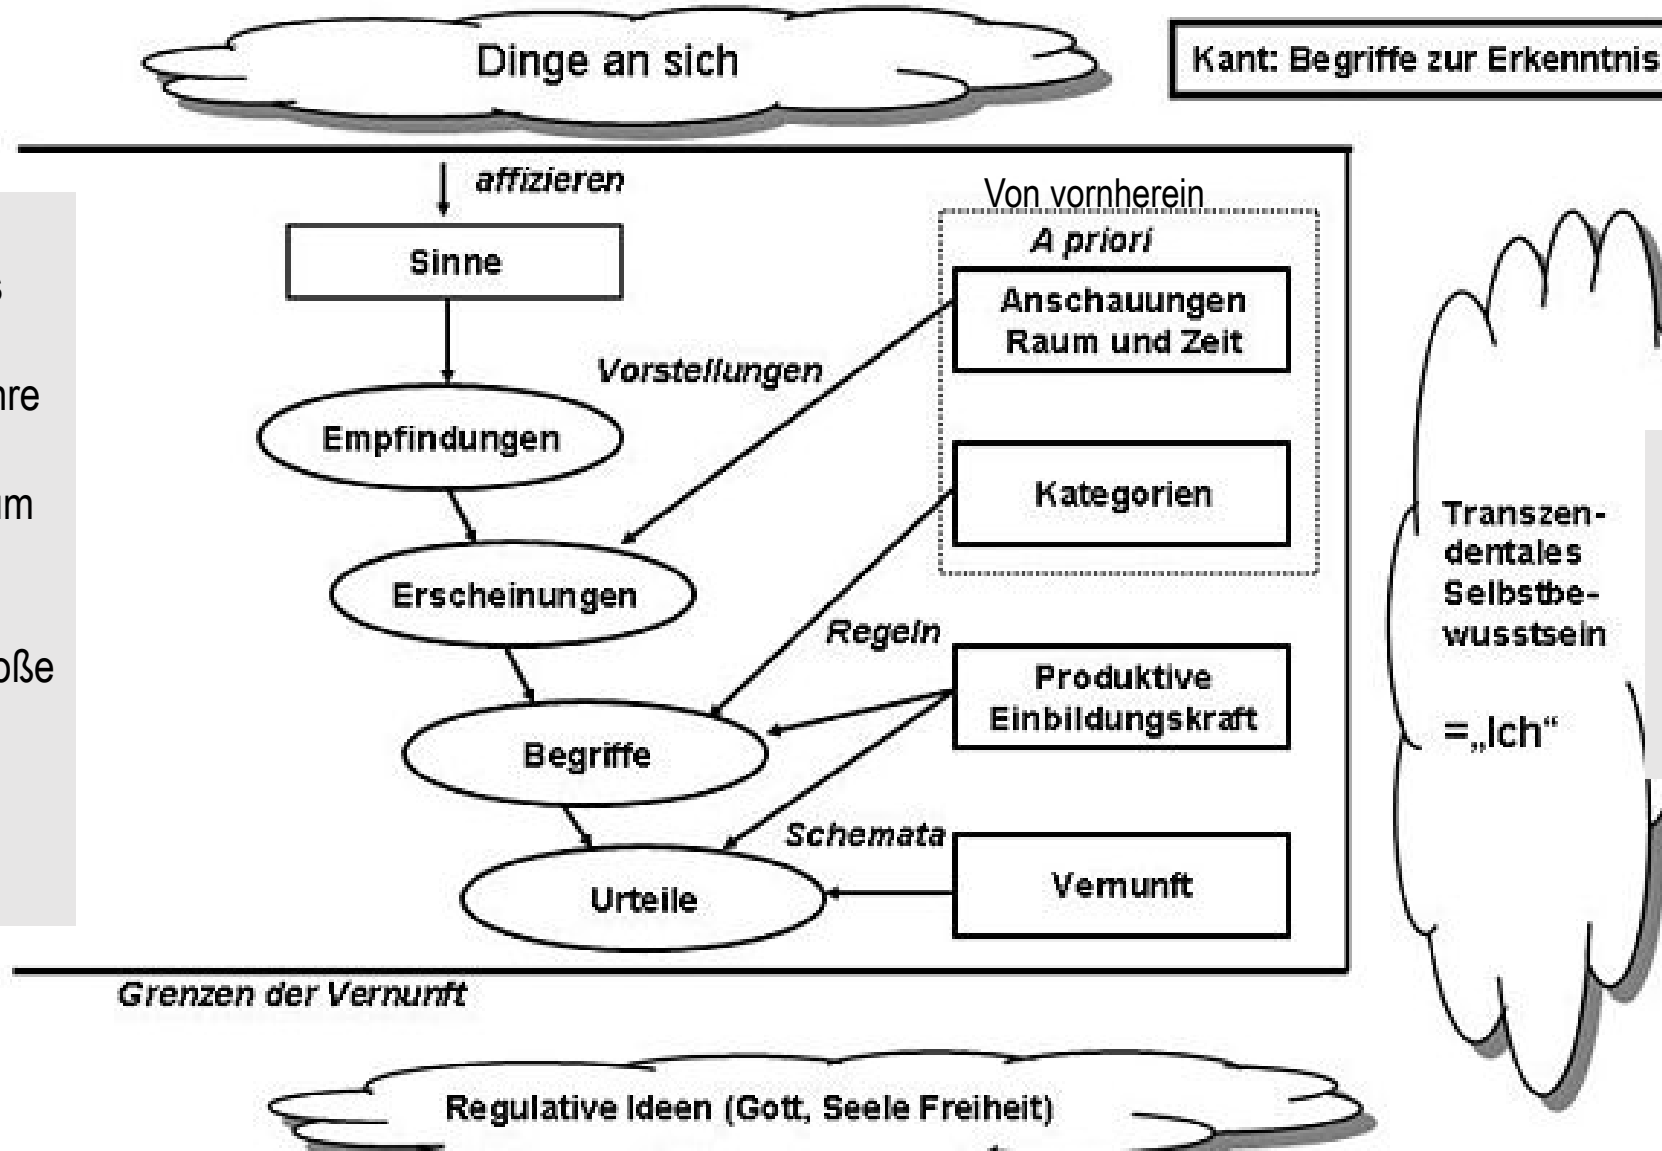 Dinge an sich
Kant: Begriffe zur Erkenntnis
affizieren
Von vornherein
A priori
Sinne
Anschauungen
Raum und Zeit
Vorstellungen
Empfindungen
Kategorien
Erscheinungen
Regeln
Produktive
Einbildungskraft
Begriffe
Schemata
Vernunft
Urteile
Grenzen der Vernunft
Transzen-
dentales
Selbstbe-
wusstsein
=„Ich“
Regulative Ideen (Gott, Seele Freiheit)